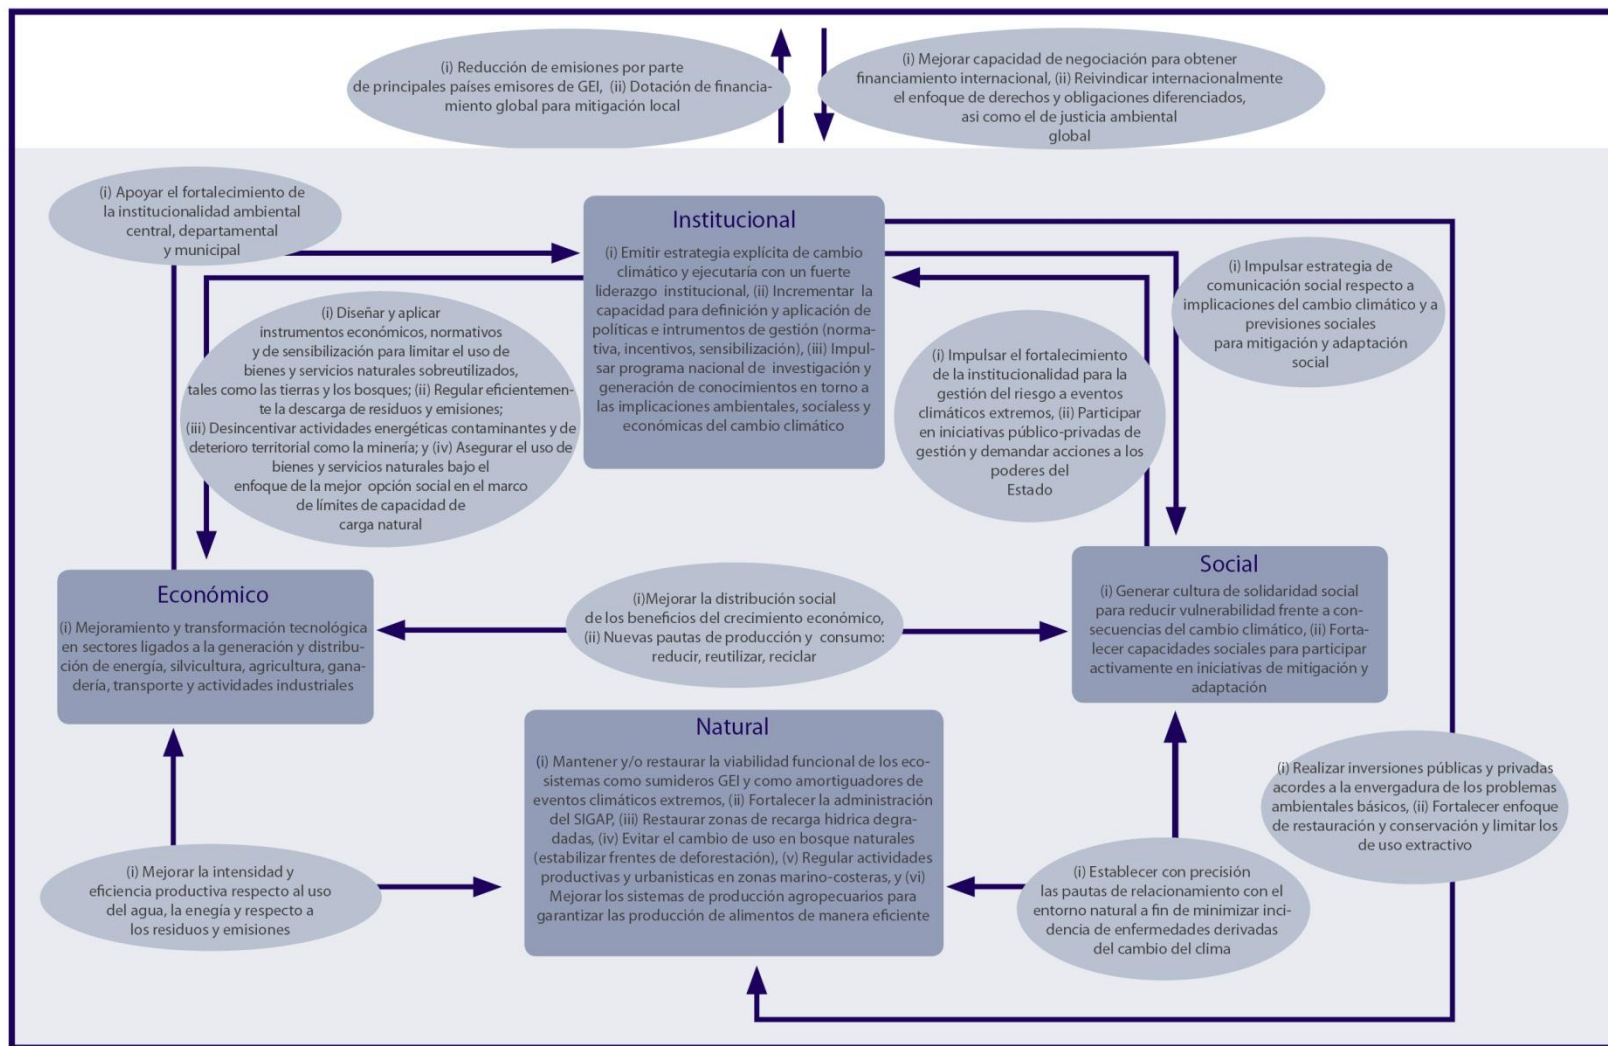 (i) Reducción de emisiones por parte
de principales países emisores de GEI, (ii) Dotación de financia-
miento global para mitigación local
(i) Mejorar capacidad de negociación para obtener
financiamiento internacional, (ii) Reivindicar internacionalmente
el enfoque de derechos y obligaciones diferenciados,
asi como el de justicia ambiental
global
(i) Apoyar el fortalecimiento de
la institucionalidad ambiental
central, departamental
y municipal
Institucional
(i) Emitir estrategia explícita de cambio
climático y ejecutaría con un fuerte
liderazgo institucional, (ii) Incrementar la
capacidad para definición y aplicación de
políticas e intrumentos de gestión (norma-
tiva, incentivos, sensibilización), (iii) Impul-
sar programa nacional de investigación y
generación de conocimientos en torno a
las implicaciones ambientales, socialess y
económicas del cambio climático
(i) Impulsar estrategia de
comunicación social respecto a
implicaciones del cambio climático y a
previsiones sociales
para mitigación y adaptación
social
(i) Diseñar y aplicar
instrumentos económicos, normativos
y de sensibilización para limitar el uso de
bienes y servicios naturales sobreutilizados,
tales como las tierras y los bosques; (ii) Regular eficientemen-
te la descarga de residuos y emisiones;
(iii) Desincentivar actividades energéticas contaminantes y de
deterioro territorial como la minería; y (iv) Asegurar el uso de
bienes y servicios naturales bajo el
enfoque de la mejor opción social en el marco
de límites de capacidad de
carga natural
(i) Impulsar el fortalecimiento
de la institucionalidad para la
gestión del riesgo a eventos
climáticos extremos, (ii) Participar
en iniciativas público-privadas de
gestión y demandar acciones a los
poderes del
Estado
Económico
(i) Mejoramiento y transformación tecnológica
en sectores ligados a la generación y distribu-
ción de energía, silvicultura, agricultura, gana-
dería, transporte y actividades industriales
(i)Mejorar la distribución social
de los beneficios del crecimiento económico,
(ii) Nuevas pautas de producción y consumo:
reducir, reutilizar, reciclar
Social
(i) Generar cultura de solidaridad social
para reducir vulnerabilidad frente a con-
secuencias del cambio climático, (ii) Forta-
lecer capacidades sociales para participar
activamente en iniciativas de mitigación y
adaptación
Natural
(i) Mantener y/o restaurar la viabilidad funcional de los eco-
sistemas como sumideros GEI y como amortiguadores de
eventos climáticos extremos, (ii) Fortalecer la administración
del SIGAP, (iii) Restaurar zonas de recarga hídrica degra-
dadas, (iv) Evitar el cambio de uso en bosque naturales
(estabilizar frentes de deforestación), (v) Regular actividades
productivas y urbanisticas en zonas marino-costeras, y (vi)
Mejorar los sistemas de producción agropecuarios para
garantizar las producción de alimentos de manera eficiente
(i) Realizar inversiones públicas y privadas
acordes a la envergadura de los problemas
ambientales básicos, (ii) Fortalecer enfoque
de restauración y conservación y limitar los
de uso extractivo
(i) Mejorar la intensidad y
eficiencia productiva respecto al uso
del agua, la enegía y respecto a
los residuos y emisiones
(i) Establecer con precisión
las pautas de relacionamiento con el
entorno natural a fin de minimizar inci-
dencia de enfermedades derivadas
del cambio del clima